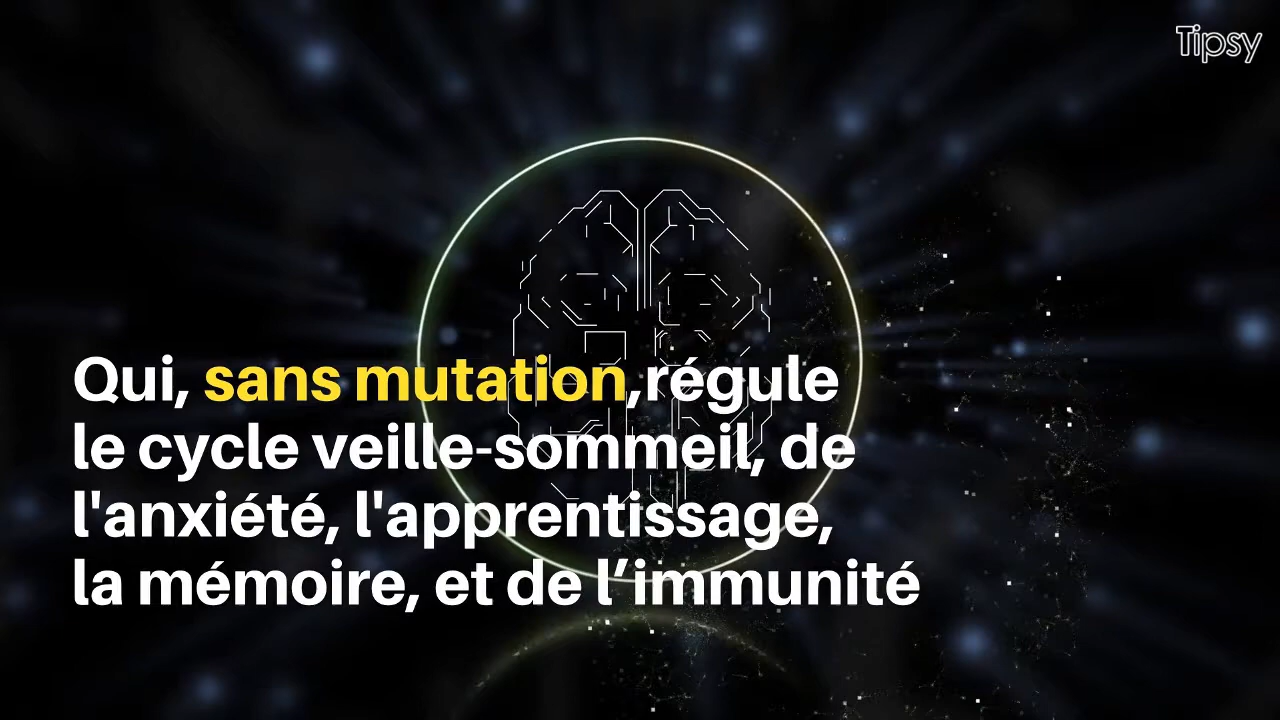 Tipsy
Qui, sans mutation,régule
le cycle veille-sommeil, de
l'anxiété, l'apprentissage,
la mémoire, et de l’immunité